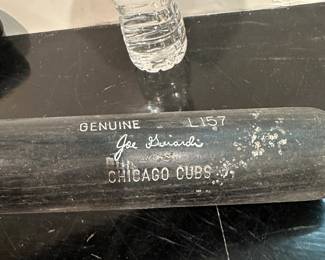 GENUINE L157
Joe Girardi
CHICAGO CUBS